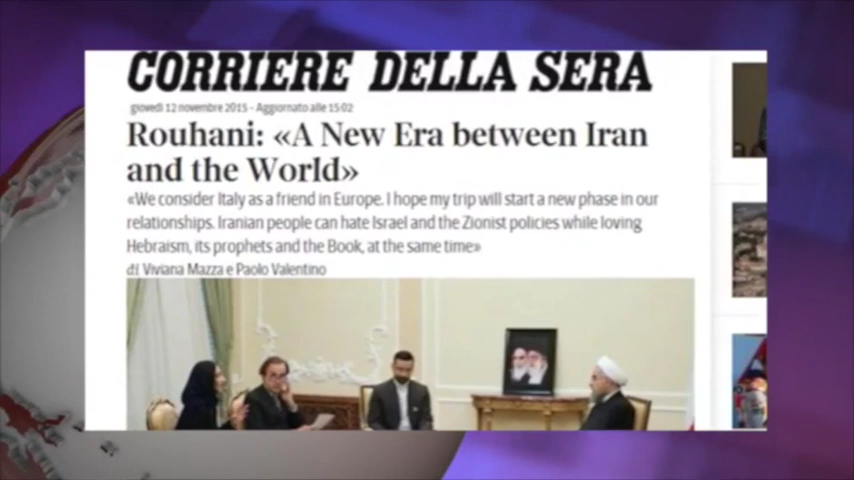 CORRIERE DELLA SERA
giovedì 12 novembre 2015 - Aggiornato alle 15:02
Rouhani: «A New Era between Iran
and the World»
«We consider Italy as a friend in Europe. I hope my trip will start a new phase in our
relationships. Iranian people can hate Israel and the Zionist policies while loving
Hebraism, its prophets and the Book, at the same time»
di Viviana Mazza e Paolo Valentino